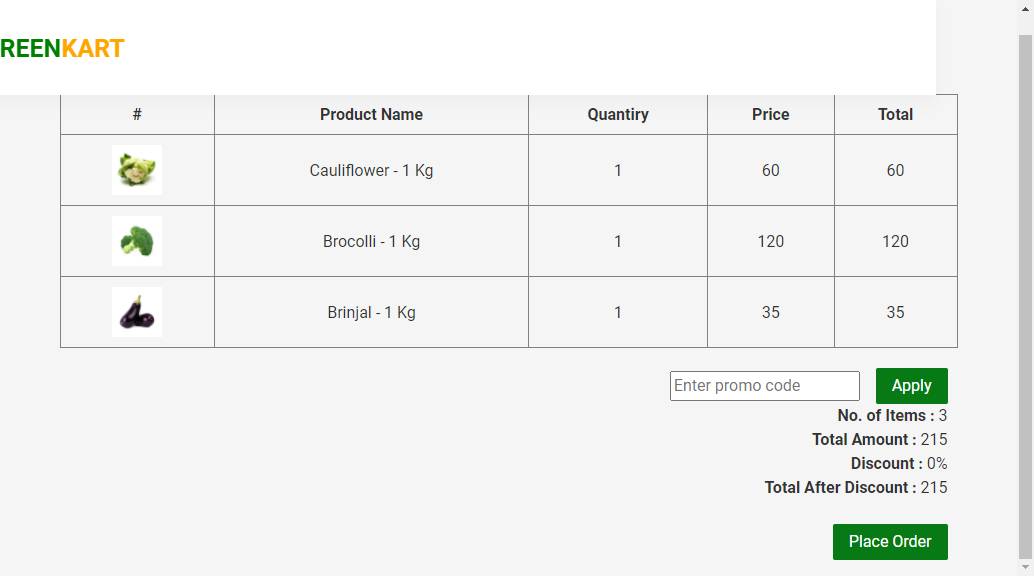 REENKART
# Product Name Quantiry Price Total
Cauliflower - 1 Kg 1 60 60
Brocolli - 1 Kg 1 120 120
Brinjal - 1 Kg 1 35 35
Enter promo code Apply
No. of Items : 3
Total Amount : 215
Discount : 0%
Total After Discount : 215
Place Order